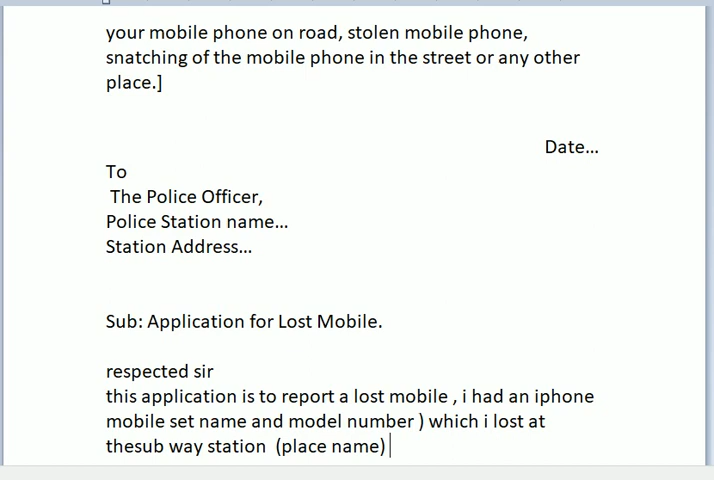 your mobile phone on road, stolen mobile phone,
snatching of the mobile phone in the street or any other
place.]
Date...
To
The Police Officer,
Police Station name...
Station Address...
Sub: Application for Lost Mobile.
respected sir
this application is to report a lost mobile , i had an iphone
mobile set name and model number ) which i lost at
thesub way station  (place name)